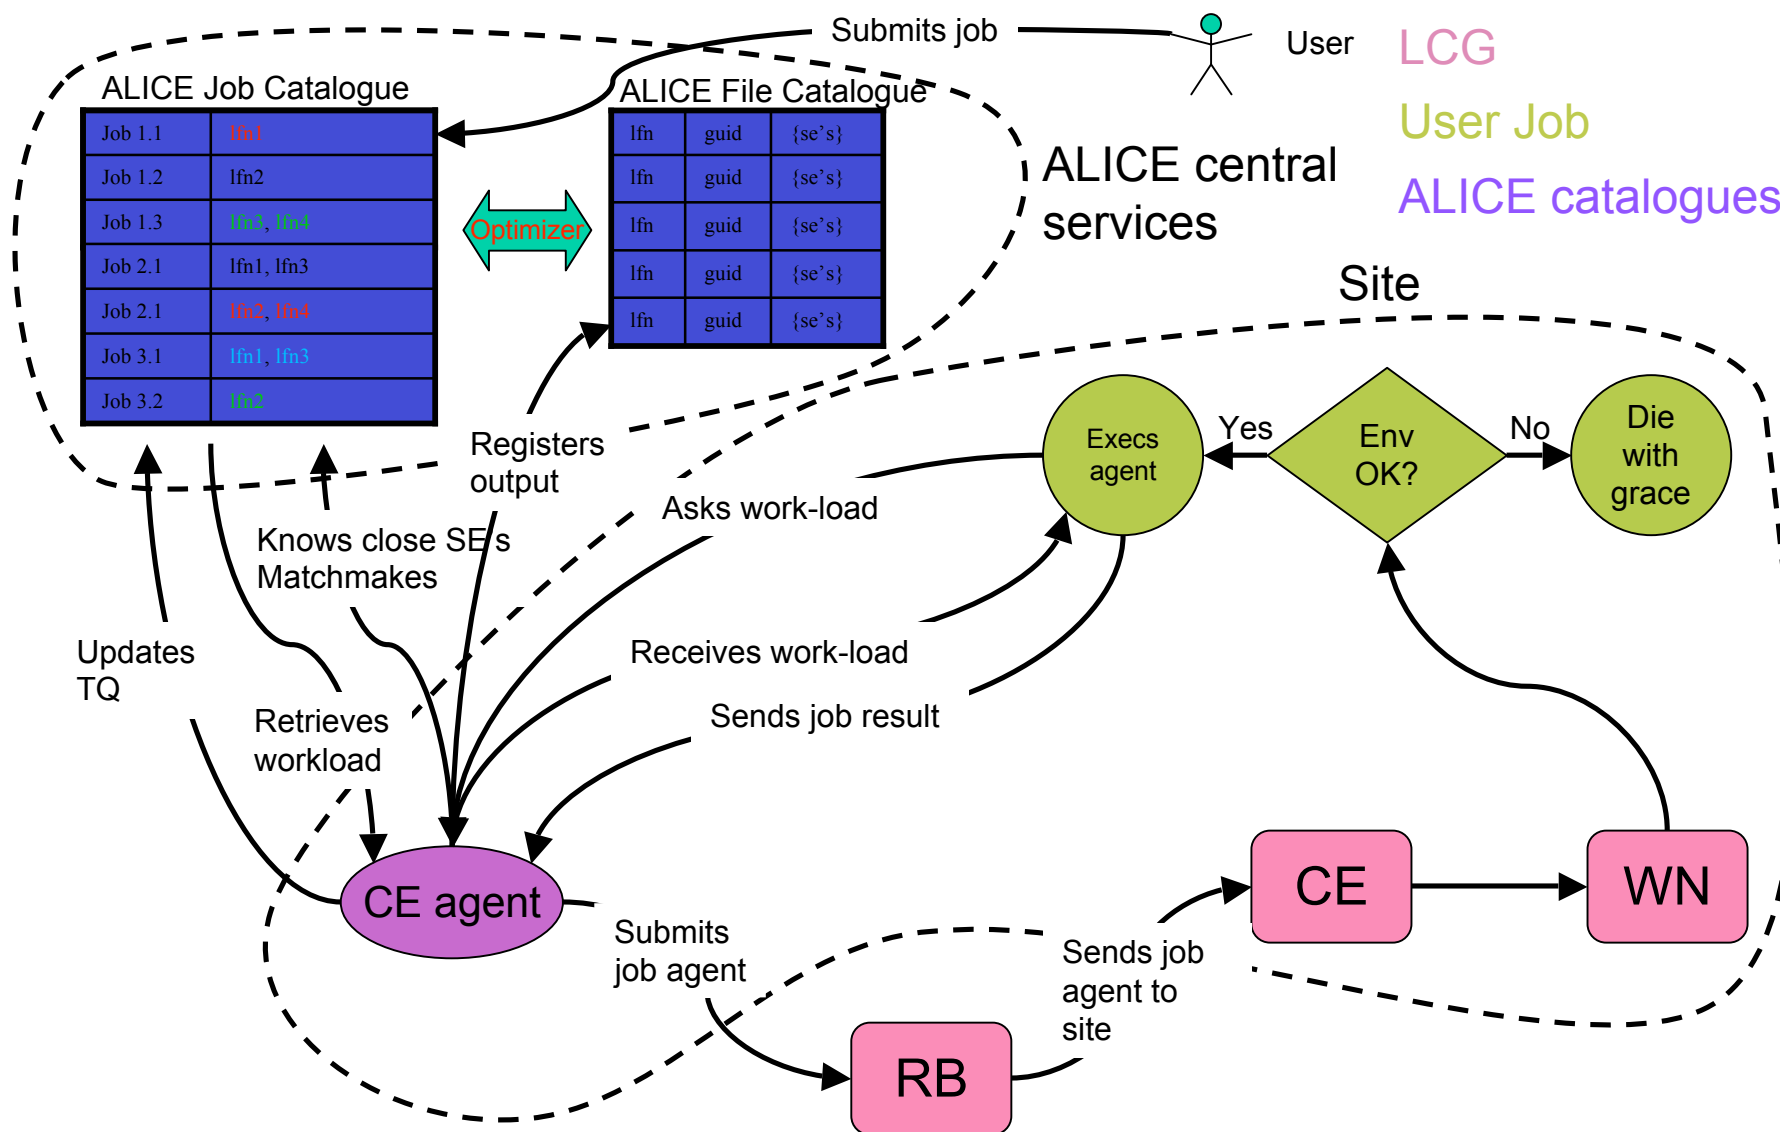 Submits job
User
LCG
User Job
ALICE catalogues
ALICE Job Catalogue
ALICE File Catalogue
Job 1.1 lfn1
Job 1.2 lfn2
Job 1.3 lfn3, lfn4
Job 2.1 lfn1, lfn3
Job 2.1 lfn2, lfn4
Job 3.1 lfn1, lfn3
Job 3.2 lfn2
Optimizer
lfn guid {se's}
lfn guid {se's}
lfn guid {se's}
lfn guid {se's}
lfn guid {se's}
ALICE central
services
Site
Registers
output
Asks work-load
Execs
agent
Yes
Env
OK?
No
Die
with
grace
Knows close SE's
Matchmakes
Updates
TQ
Receives work-load
Retrieves
workload
Sends job result
CE agent
Submits
job agent
RB
Sends job
agent to
site
CE
WN